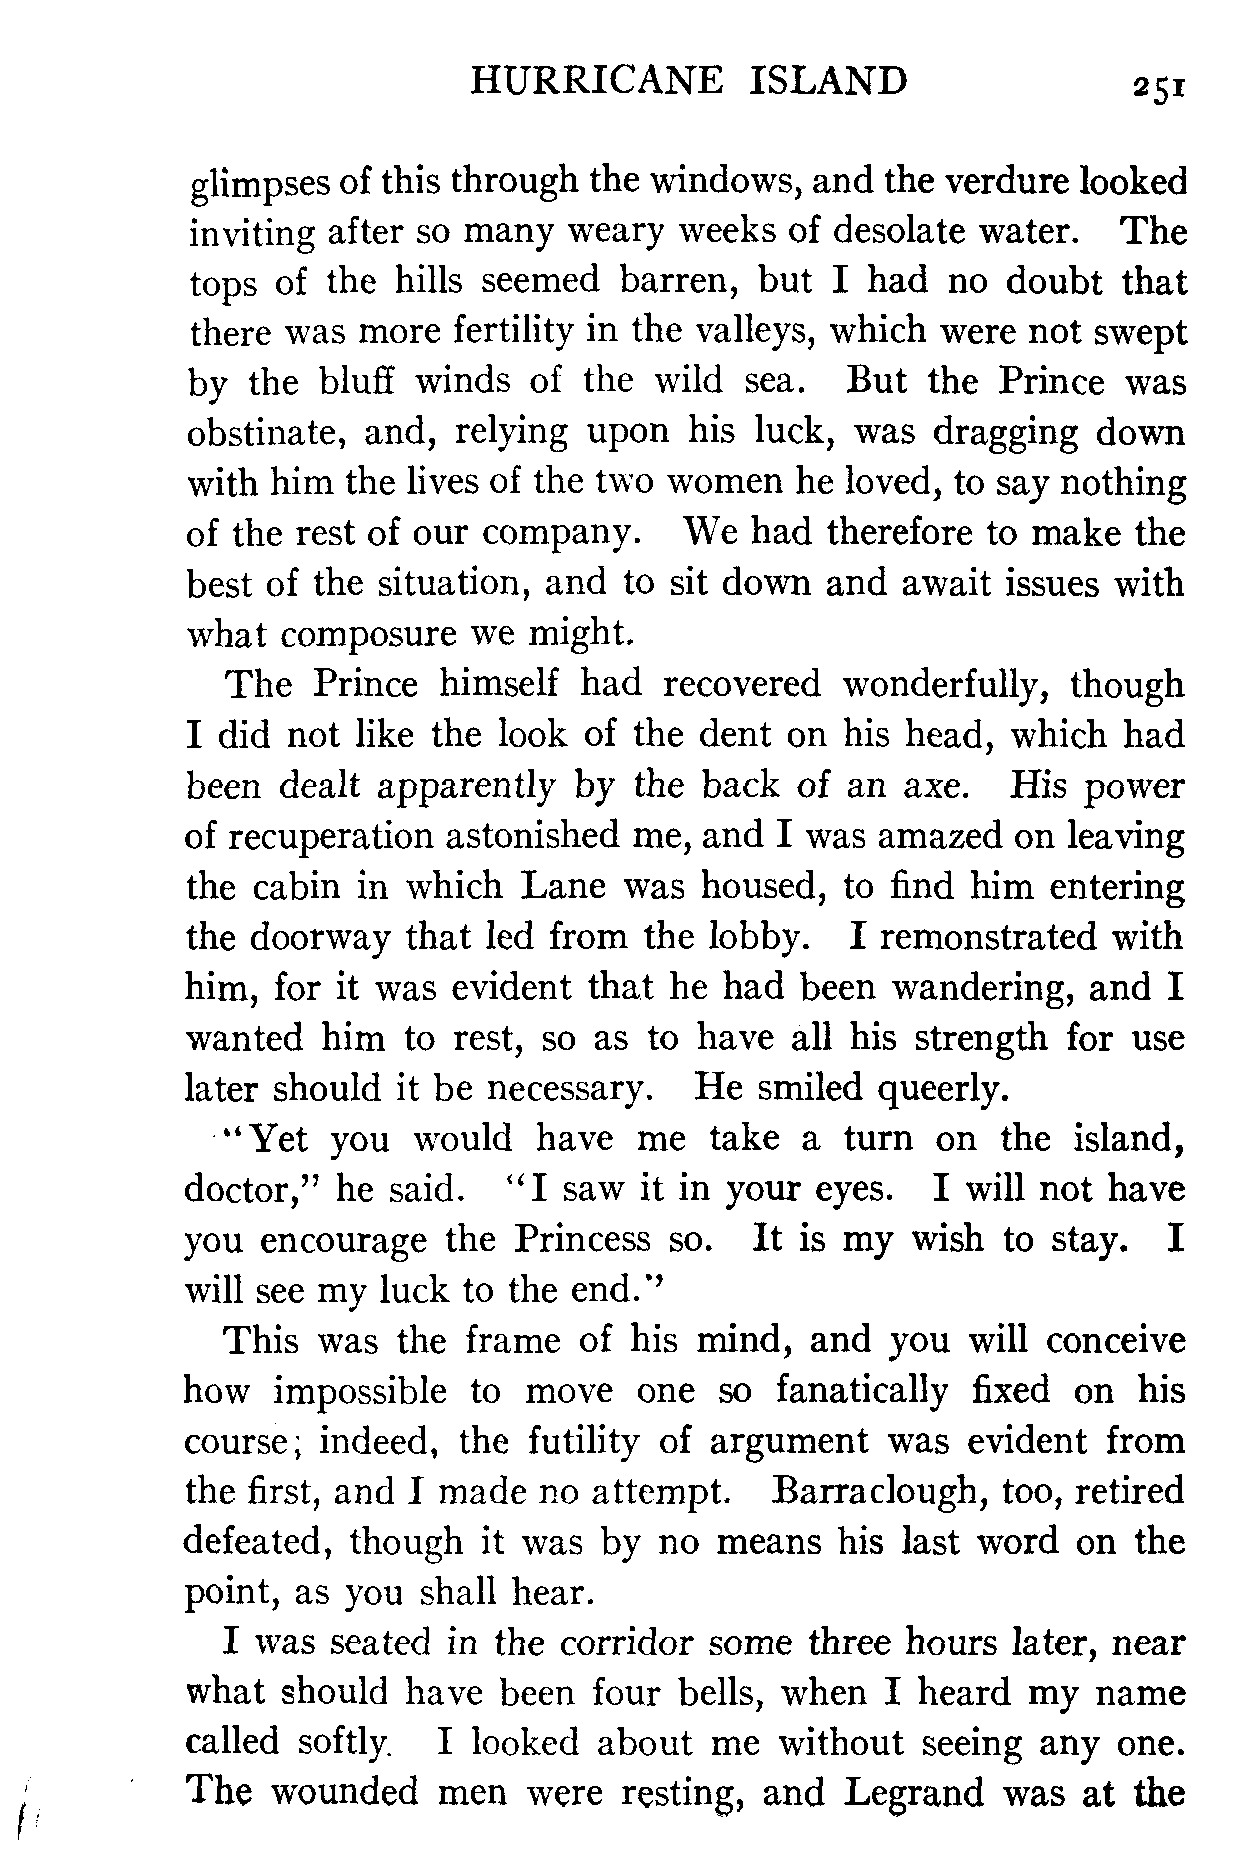 HURRICANE ISLAND 251
glimpses of this through the windows, and the verdure looked
inviting after so many weary weeks of desolate water. The
tops of the hills seemed barren, but I had no doubt that
there was more fertility in the valleys, which were not swept
by the bluff winds of the wild sea. But the Prince was
obstinate, and, relying upon his luck, was dragging down
with him the lives of the two women he loved, to say nothing
of the rest of our company. We had therefore to make the
best of the situation, and to sit down and await issues with
what composure we might.
The Prince himself had recovered wonderfully, though
I did not like the look of the dent on his head, which had
been dealt apparently by the back of an axe. His power
of recuperation astonished me, and I was amazed on leaving
the cabin in which Lane was housed, to find him entering
the doorway that led from the lobby. I remonstrated with
him, for it was evident that he had been wandering, and I
wanted him to rest, so as to have all his strength for use
later should it be necessary. He smiled queerly.
"Yet you would have me take a turn on the island,
doctor," he said. "I saw it in your eyes. I will not have
you encourage the Princess so. It is my wish to stay. I
will see my luck to the end."
This was the frame of his mind, and you will conceive
how impossible to move one so fanatically fixed on his
course; indeed, the futility of argument was evident from
the first, and I made no attempt. Barraclough, too, retired
defeated, though it was by no means his last word on the
point, as you shall hear.
I was seated in the corridor some three hours later, near
what should have been four bells, when I heard my name
called softly. I looked about me without seeing any one.
The wounded men were resting, and Legrand was at the